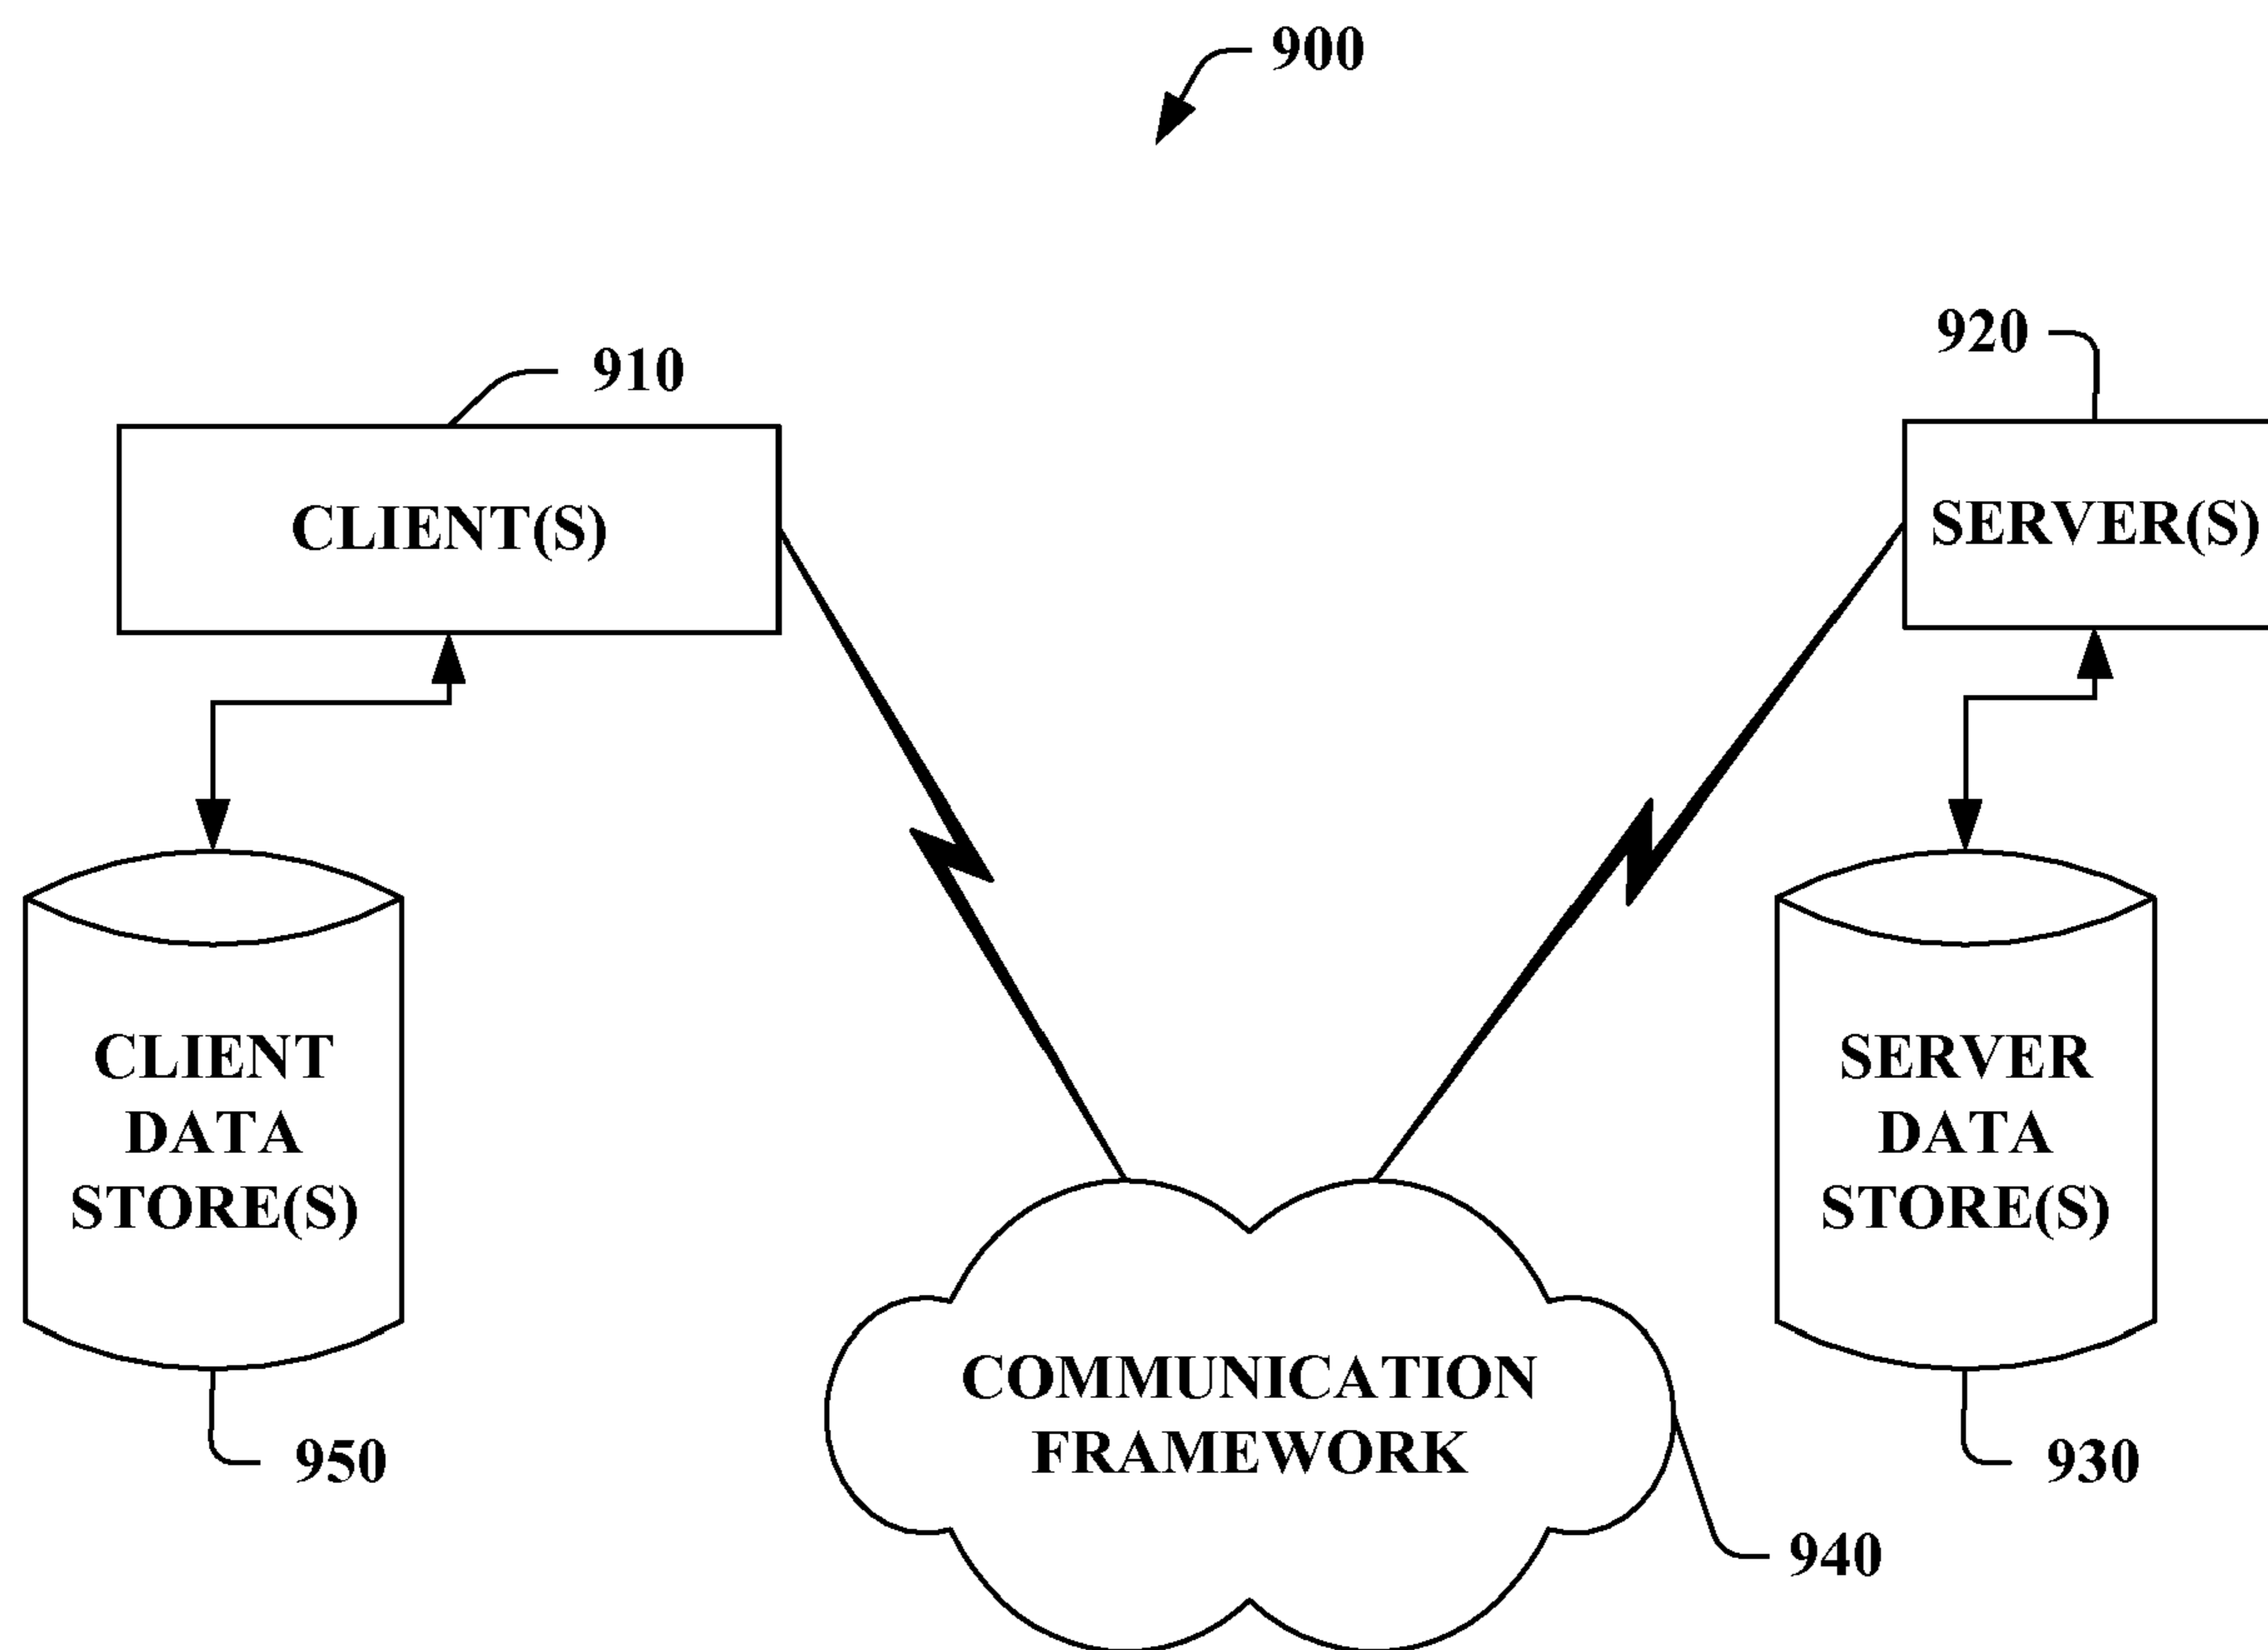 900
910
920
CLIENT(S)
SERVER(S)
CLIENT
DATA
STORE(S)
SERVER
DATA
STORE(S)
COMMUNICATION
FRAMEWORK
950
930
940